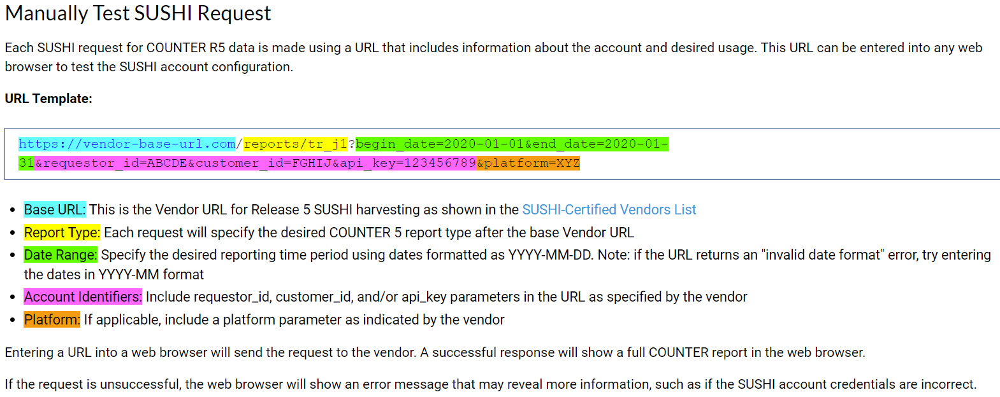 Manually Test SUSHI Request
Each SUSHI request for COUNTER R5 data is made using a URL that includes information about the account and desired usage. This URL can be entered into any web
browser to test the SUSHI account configuration.
URL Template:
https://vendor-base-url.com/reports/tr_j1?begin_date=2020-01-01&end_date=2020-01-
31&requestor_id=ABCDE&customer_id=FGHIJ&api_key=123456789&platform=XYZ
• Base URL: This is the Vendor URL for Release 5 SUSHI harvesting as shown in the SUSHI-Certified Vendors List
• Report Type: Each request will specify the desired COUNTER 5 report type after the base Vendor URL
• Date Range: Specify the desired reporting time period using dates formatted as YYYY-MM-DD. Note: if the URL returns an "invalid date format" error, try entering
the dates in YYYY-MM format
• Account Identifiers: Include requestor_id, customer_id, and/or api_key parameters in the URL as specified by the vendor
• Platform: If applicable, include a platform parameter as indicated by the vendor
Entering a URL into a web browser will send the request to the vendor. A successful response will show a full COUNTER report in the web browser.
If the request is unsuccessful, the web browser will show an error message that may reveal more information, such as if the SUSHI account credentials are incorrect.